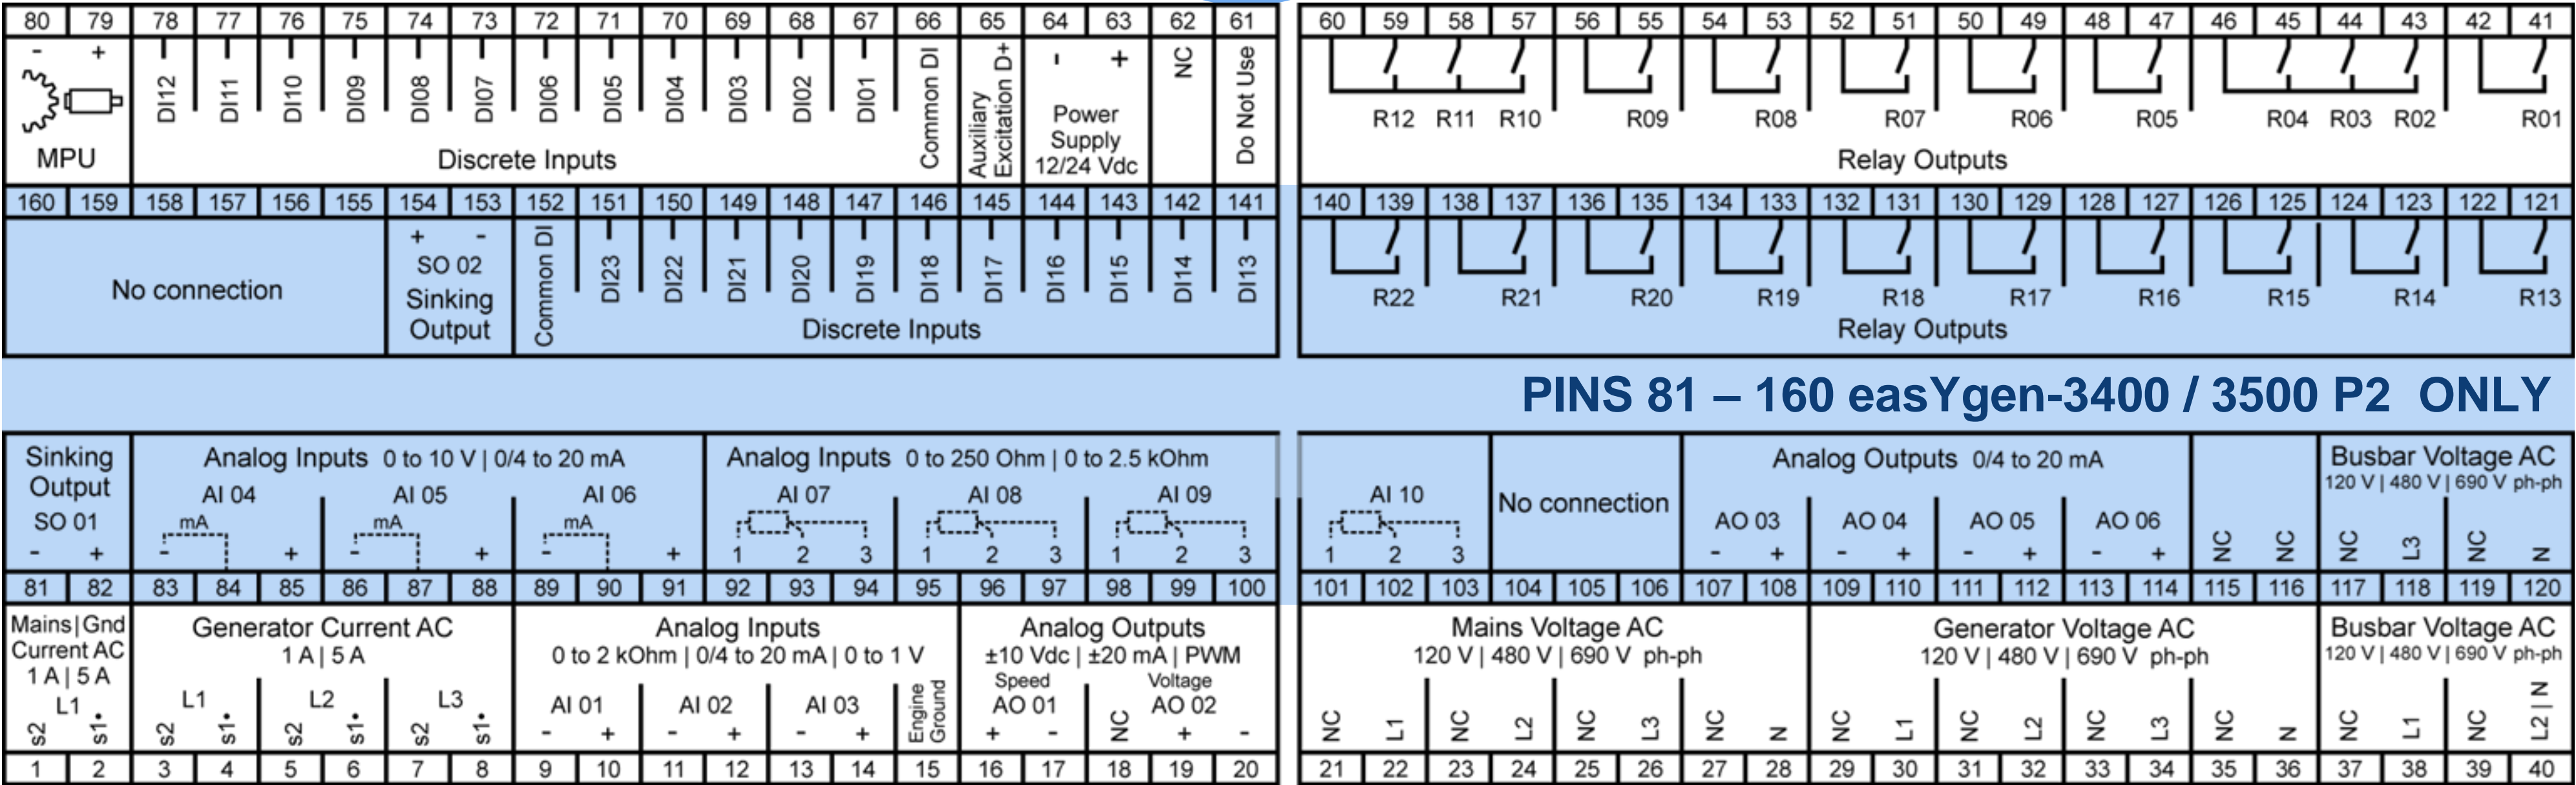 80 79 78 77 76 75 74 73 72 71 70 69 68 67 66 65 64 63 62 61
- +
MPU
DI12 DI11 DI10 DI09 DI08 DI07 DI06 DI05 DI04 DI03 DI02 DI01
Discrete Inputs
Common DI
Auxiliary
Excitation D+
- +
Power
Supply
12/24 Vdc
NC
Do Not Use
60 59 58 57 56 55 54 53 52 51 50 49 48 47 46 45 44 43 42 41
R12 R11 R10 R09 R08 R07 R06 R05 R04 R03 R02 R01
Relay Outputs
160 159 158 157 156 155 154 153 152 151 150 149 148 147 146 145 144 143 142 141
No connection
+ -
SO 02
Sinking
Output
Common DI
DI23 DI22 DI21 DI20 DI19 DI18 DI17 DI16 DI15 DI14 DI13
Discrete Inputs
140 139 138 137 136 135 134 133 132 131 130 129 128 127 126 125 124 123 122 121
R22 R21 R20 R19 R18 R17 R16 R15 R14 R13
Relay Outputs
PINS 81 – 160 easYgen-3400 / 3500 P2 ONLY
Sinking
Output
SO 01
- +
Analog Inputs 0 to 10 V | 0/4 to 20 mA
AI 04 AI 05 AI 06
mA mA mA
- + - + - +
Analog Inputs 0 to 250 Ohm | 0 to 2.5 kOhm
AI 07 AI 08 AI 09
1 2 3 1 2 3 1 2 3
81 82 83 84 85 86 87 88 89 90 91 92 93 94 95 96 97 98 99 100
AI 10
1 2 3
No connection
Analog Outputs 0/4 to 20 mA
AO 03 AO 04 AO 05 AO 06
- + - + - + - +
NC NC
Busbar Voltage AC
120 V | 480 V | 690 V ph-ph
NC L3 NC N
101 102 103 104 105 106 107 108 109 110 111 112 113 114 115 116 117 118 119 120
Mains|Gnd
Current AC
1 A | 5 A
L1
s2 s1•
Generator Current AC
1 A | 5 A
L1 L2 L3
s2 s1• s2 s1• s2 s1•
Analog Inputs
0 to 2 kOhm | 0/4 to 20 mA | 0 to 1 V
AI 01 AI 02 AI 03
- + - + - +
Engine
Ground
Analog Outputs
±10 Vdc | ±20 mA | PWM
Speed Voltage
AO 01 AO 02
+ - NC + -
1 2 3 4 5 6 7 8 9 10 11 12 13 14 15 16 17 18 19 20
Mains Voltage AC
120 V | 480 V | 690 V ph-ph
NC L1 NC L2 NC L3 NC N
Generator Voltage AC
120 V | 480 V | 690 V ph-ph
NC L1 NC L2 NC L3 NC N
Busbar Voltage AC
120 V | 480 V | 690 V ph-ph
NC L1 NC L2 | N
21 22 23 24 25 26 27 28 29 30 31 32 33 34 35 36 37 38 39 40